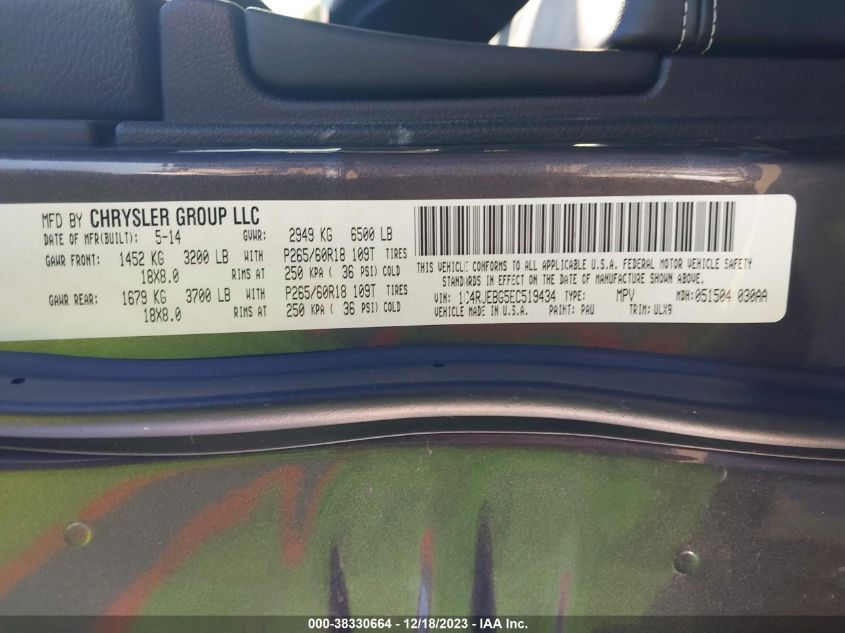 MFD BY CHRYSLER GROUP LLC
DATE OF MFR(BUILT): 5-14 GVWR: 2949 KG 6500 LB
GAWR FRONT: 1452 KG 3200 LB WITH P265/60R18 109T TIRES
18X8.0 RIMS AT 250 KPA ( 36 PSI) COLD
GAWR REAR: 1679 KG 3700 LB WITH P265/60R18 109T TIRES
18X8.0 RIMS AT 250 KPA ( 36 PSI) COLD
THIS VEHICLE CONFORMS TO ALL APPLICABLE U.S.A. FEDERAL MOTOR VEHICLE SAFETY
STANDARDS IN EFFECT ON THE DATE OF MANUFACTURE SHOWN ABOVE.
VIN: 1C4RJEBG5EC519434 TYPE: MPV MDH: 051504 030AA
VEHICLE MADE IN U.S.A. PAINT: PAU TRIM: ULX9
000-38330664 - 12/18/2023 - IAA Inc.